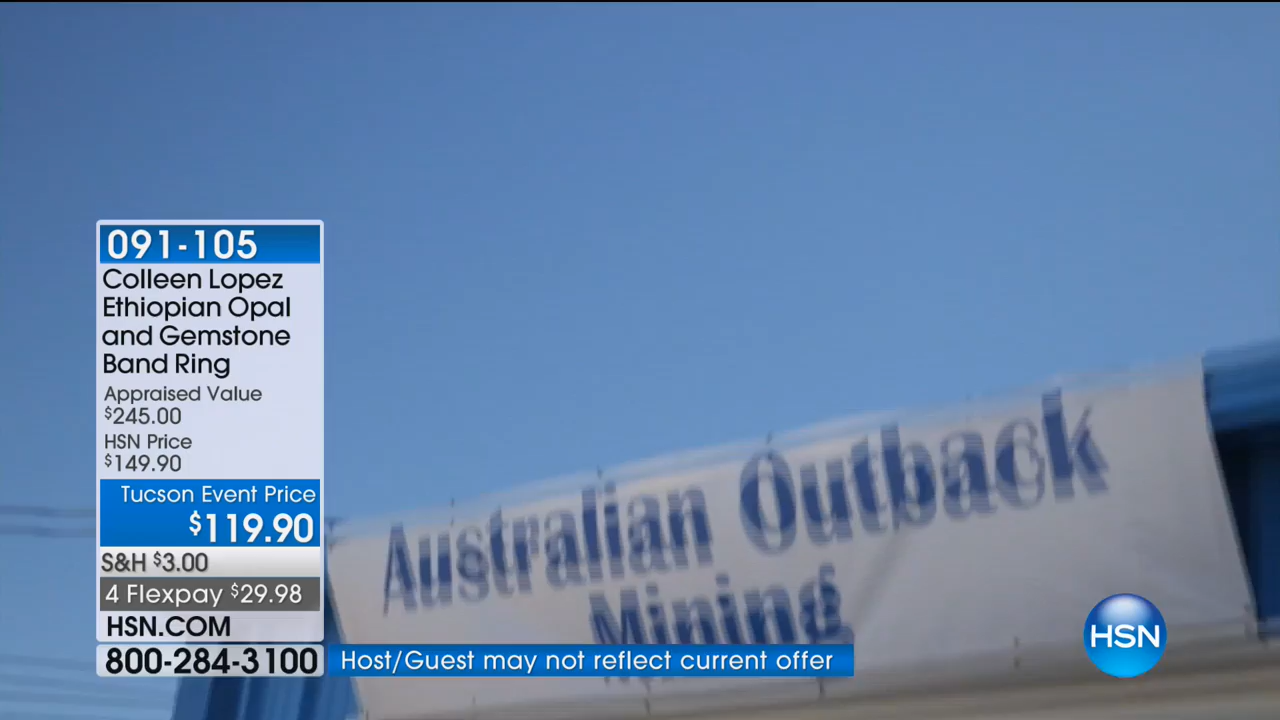 091-105
Colleen Lopez
Ethiopian Opal
and Gemstone
Band Ring
Appraised Value
$245.00
HSN Price
$149.90
Tucson Event Price
$119.90
S&H $3.00
4 Flexpay $29.98
HSN.COM
800-284-3100
Host/Guest may not reflect current offer
Australian Outback
Mining
HSN